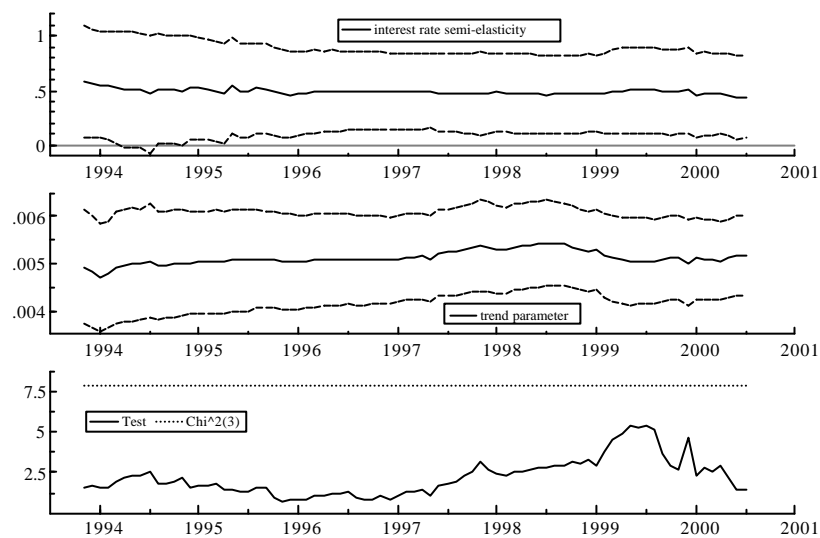 interest rate semi-elasticity
1
.5
0
1994 1995 1996 1997 1998 1999 2000 2001
.006
.005
.004
trend parameter
1994 1995 1996 1997 1998 1999 2000 2001
7.5
Test Chi^2(3)
5
2.5
1994 1995 1996 1997 1998 1999 2000 2001